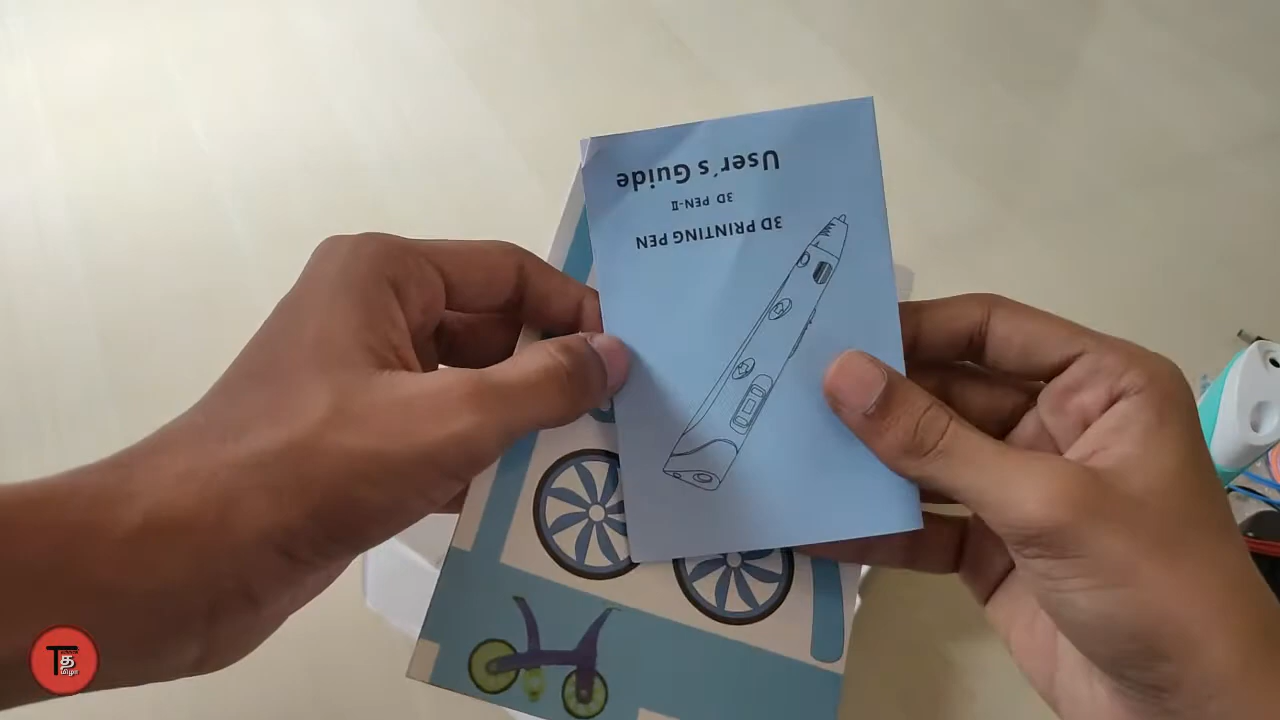 3D PRINTING PEN
3D PEN-II
User's Guide
த